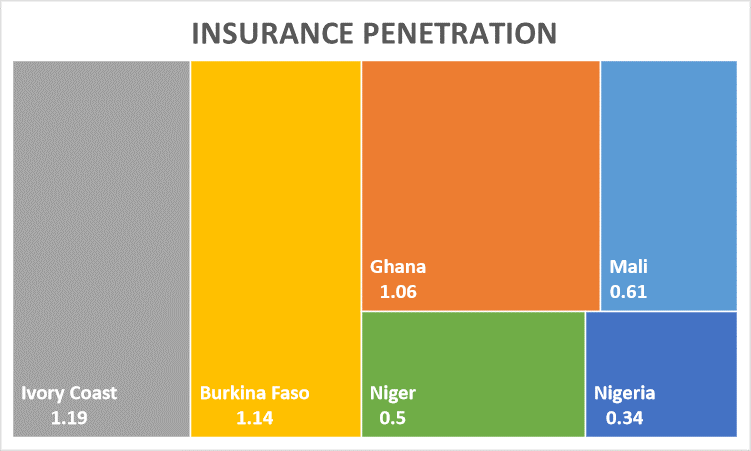 INSURANCE PENETRATION
Ivory Coast
1.19
Burkina Faso
1.14
Ghana
1.06
Mali
0.61
Niger
0.5
Nigeria
0.34